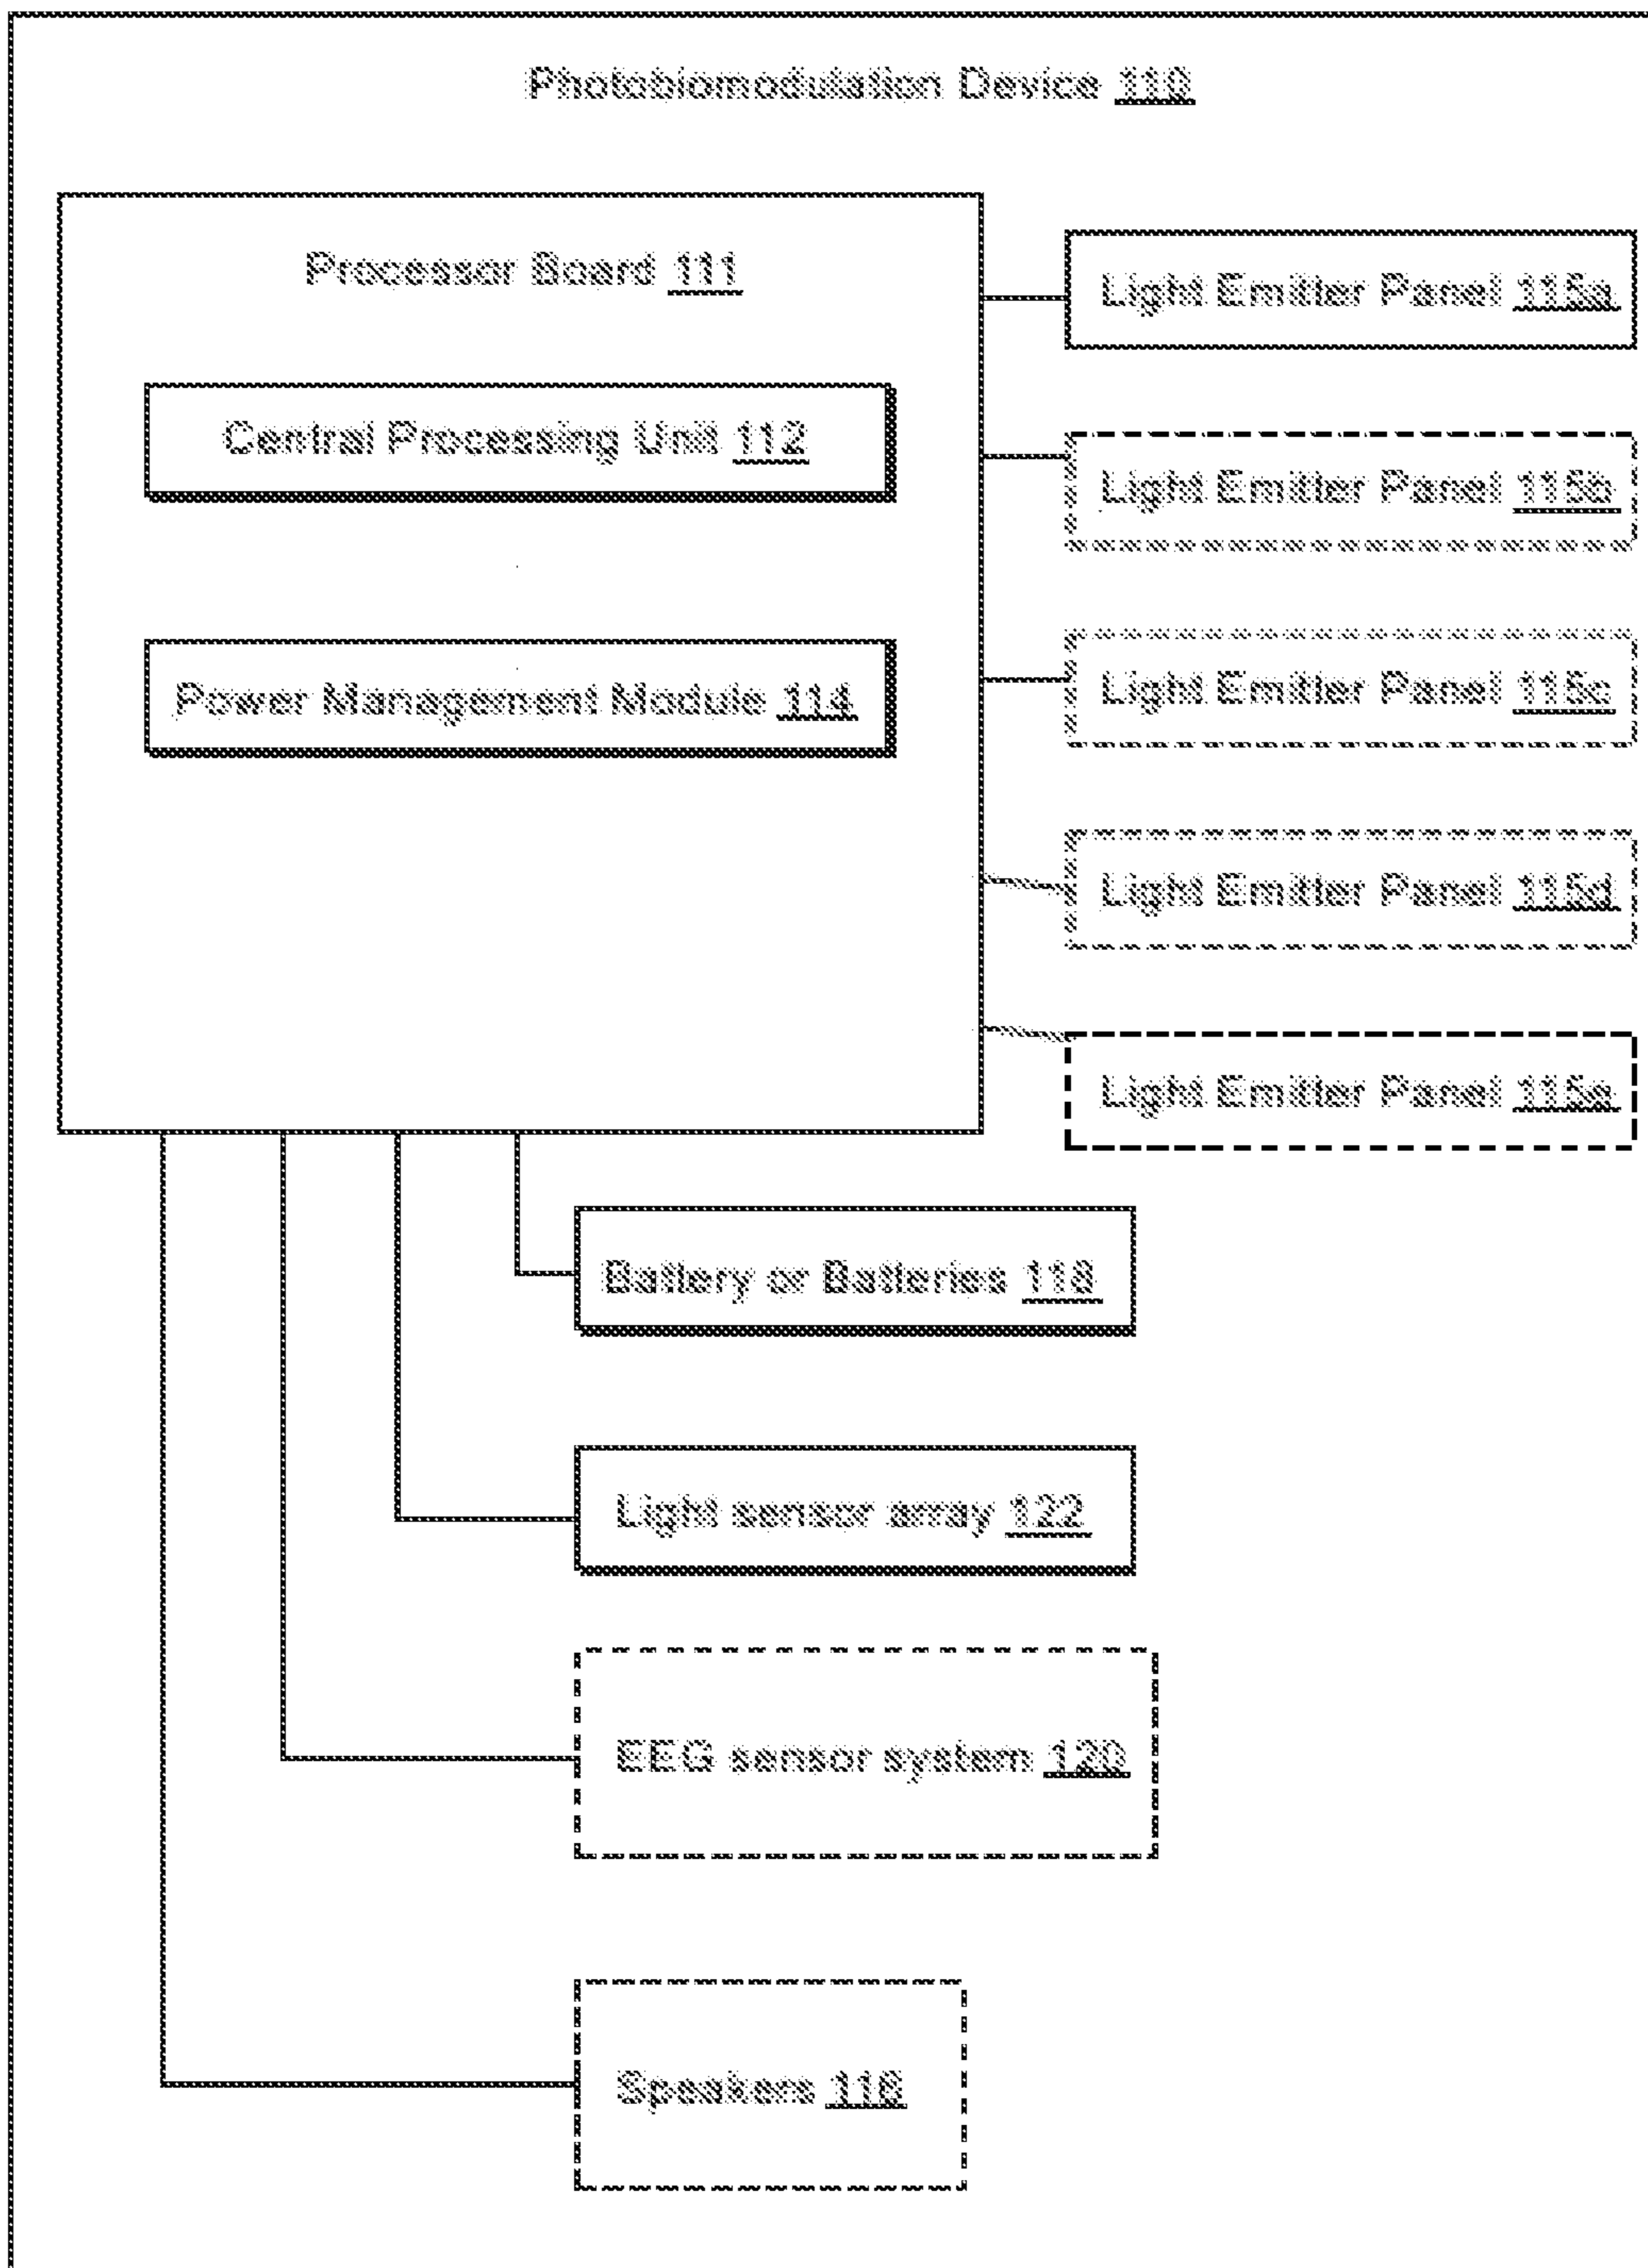 Photobiomodulation Device 110
Processor Board 111
Central Processing Unit 112
Power Management Module 114
Light Emitter Panel 115a
Light Emitter Panel 115b
Light Emitter Panel 115c
Light Emitter Panel 115d
Light Emitter Panel 115e
Battery or Batteries 118
Light sensor array 122
EEG sensor system 120
Speakers 116